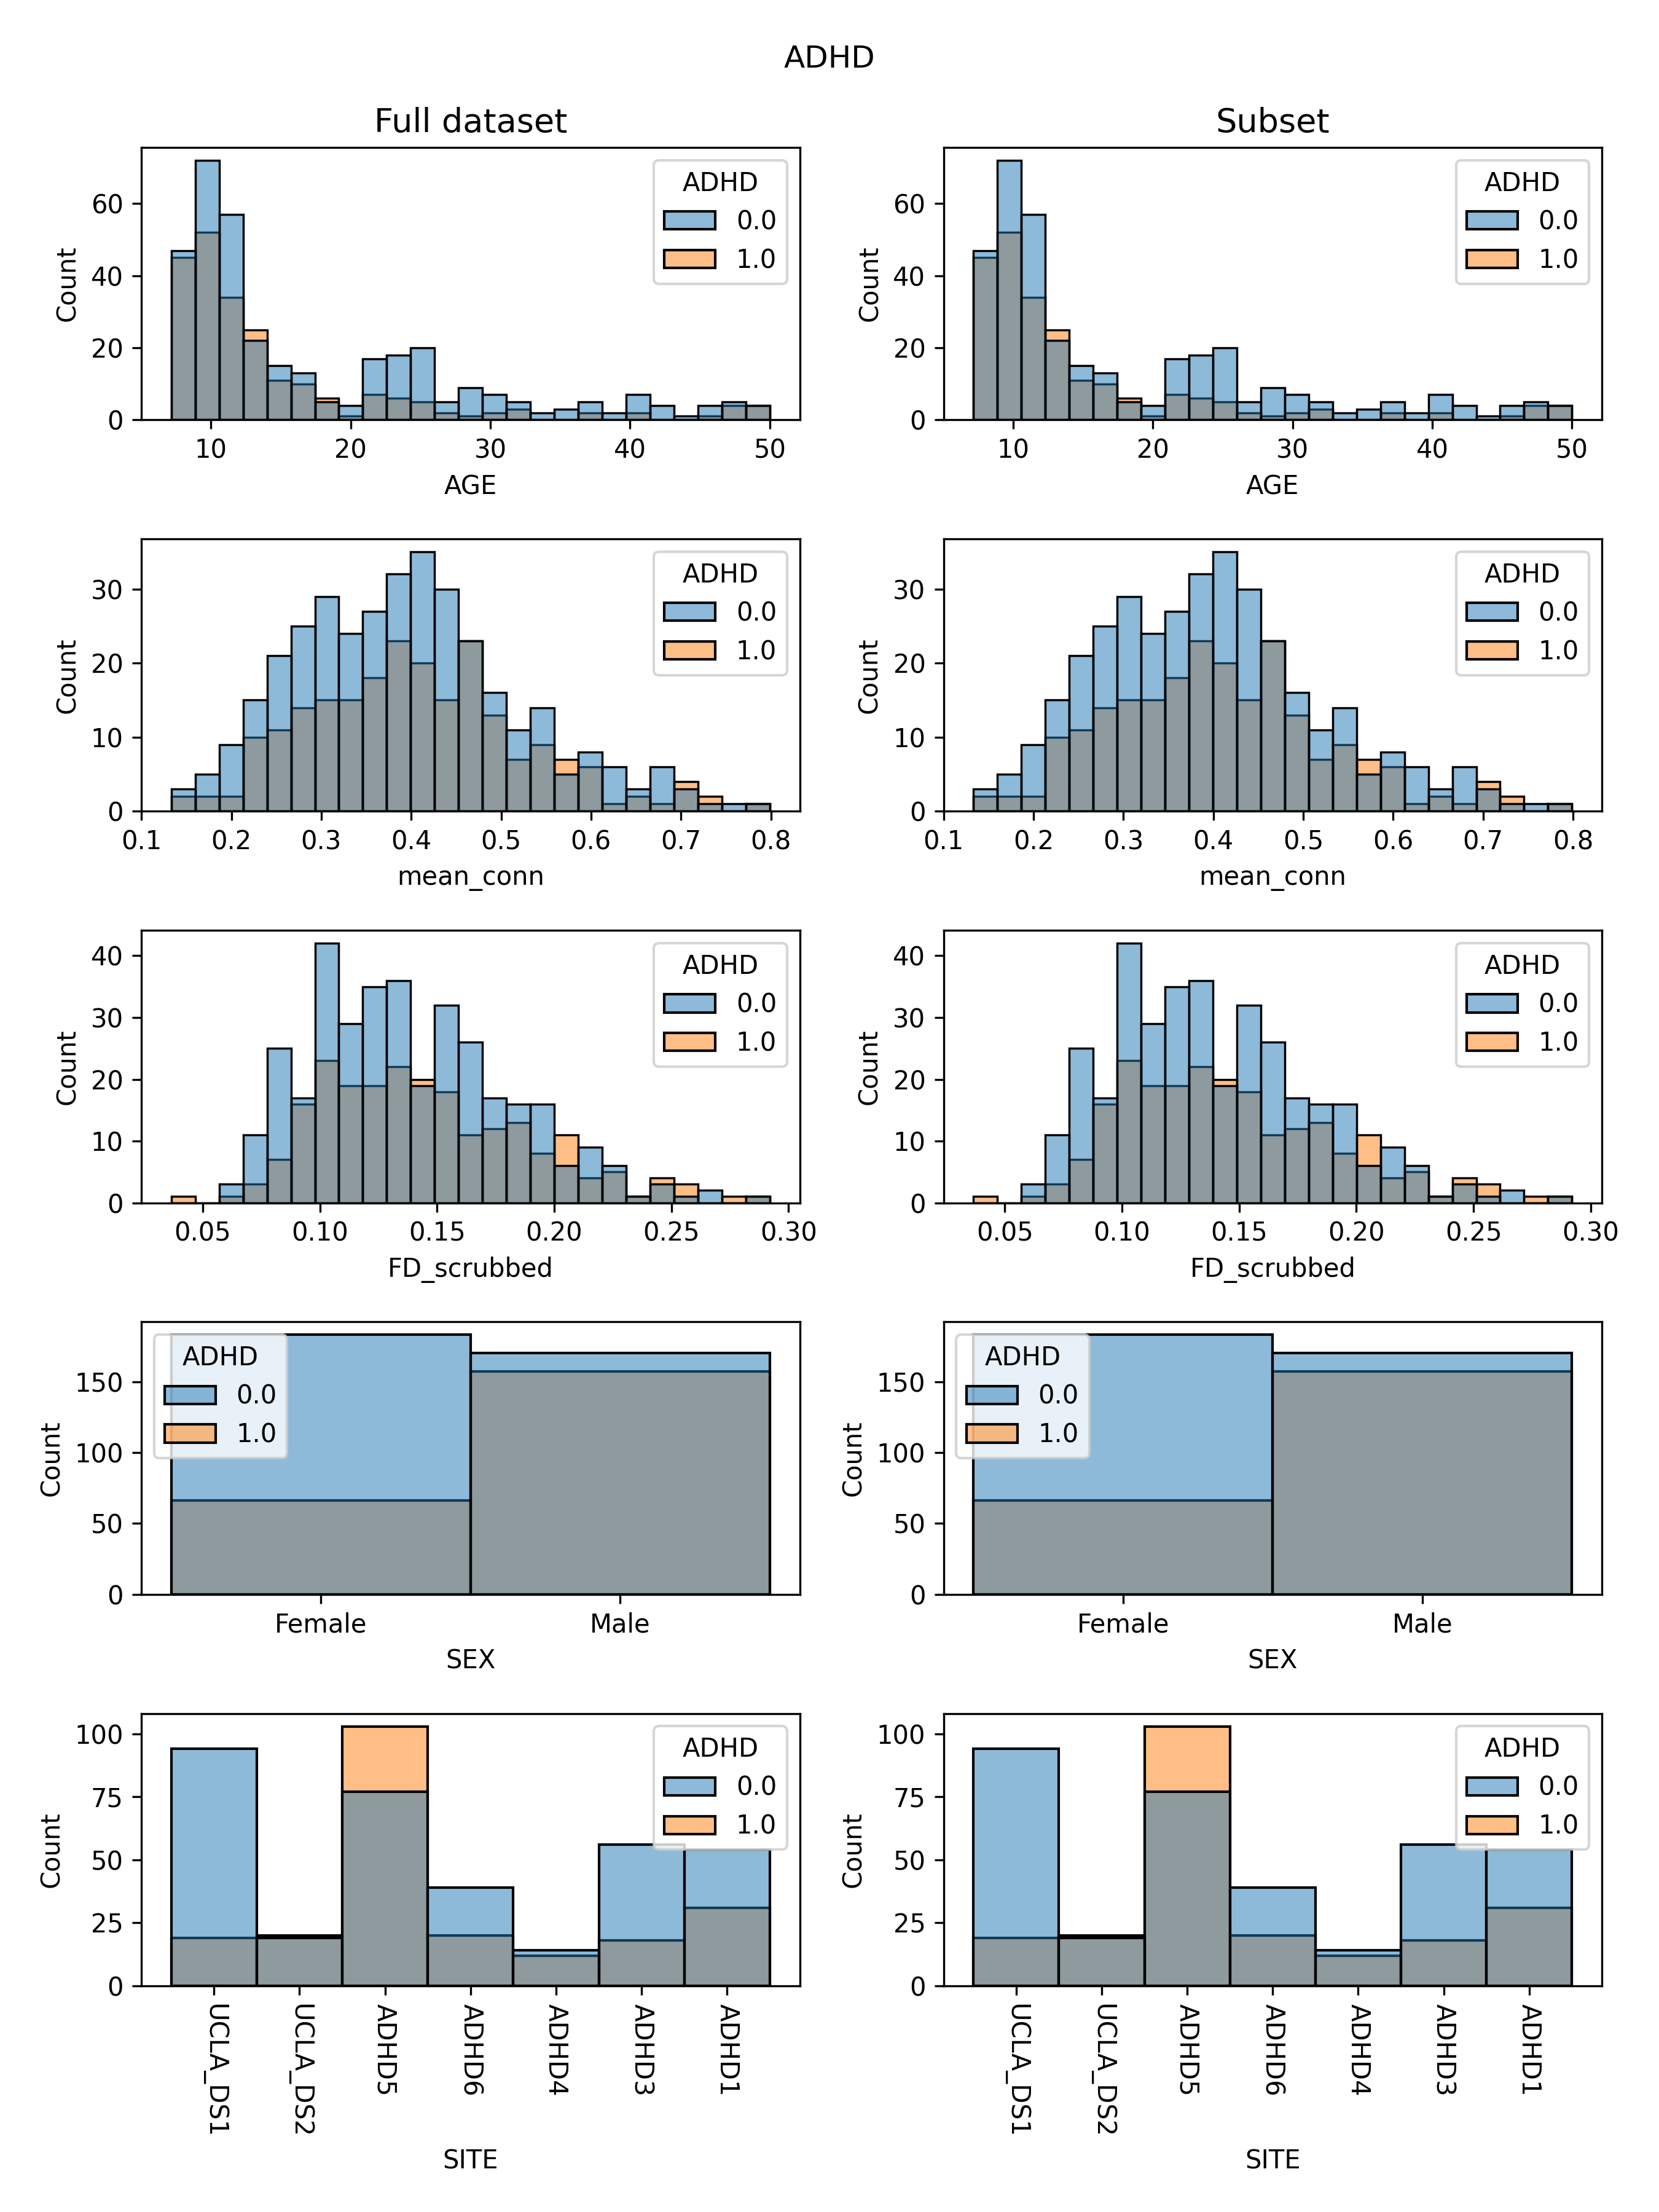 ADHD
Full dataset
Subset
60
40
20
0
Count
ADHD
0.0
1.0
10 20 30 40 50
AGE
60
40
20
0
Count
ADHD
0.0
1.0
10 20 30 40 50
AGE
30
20
10
0
Count
ADHD
0.0
1.0
0.1 0.2 0.3 0.4 0.5 0.6 0.7 0.8
mean_conn
30
20
10
0
Count
ADHD
0.0
1.0
0.1 0.2 0.3 0.4 0.5 0.6 0.7 0.8
mean_conn
40
30
20
10
0
Count
ADHD
0.0
1.0
0.05 0.10 0.15 0.20 0.25 0.30
FD_scrubbed
40
30
20
10
0
Count
ADHD
0.0
1.0
0.05 0.10 0.15 0.20 0.25 0.30
FD_scrubbed
150
100
50
0
Count
ADHD
0.0
1.0
Female Male
SEX
150
100
50
0
Count
ADHD
0.0
1.0
Female Male
SEX
100
75
50
25
0
Count
ADHD
0.0
1.0
UCLA_DS1
UCLA_DS2
ADHD5
ADHD6
ADHD4
ADHD3
ADHD1
SITE
100
75
50
25
0
Count
ADHD
0.0
1.0
UCLA_DS1
UCLA_DS2
ADHD5
ADHD6
ADHD4
ADHD3
ADHD1
SITE